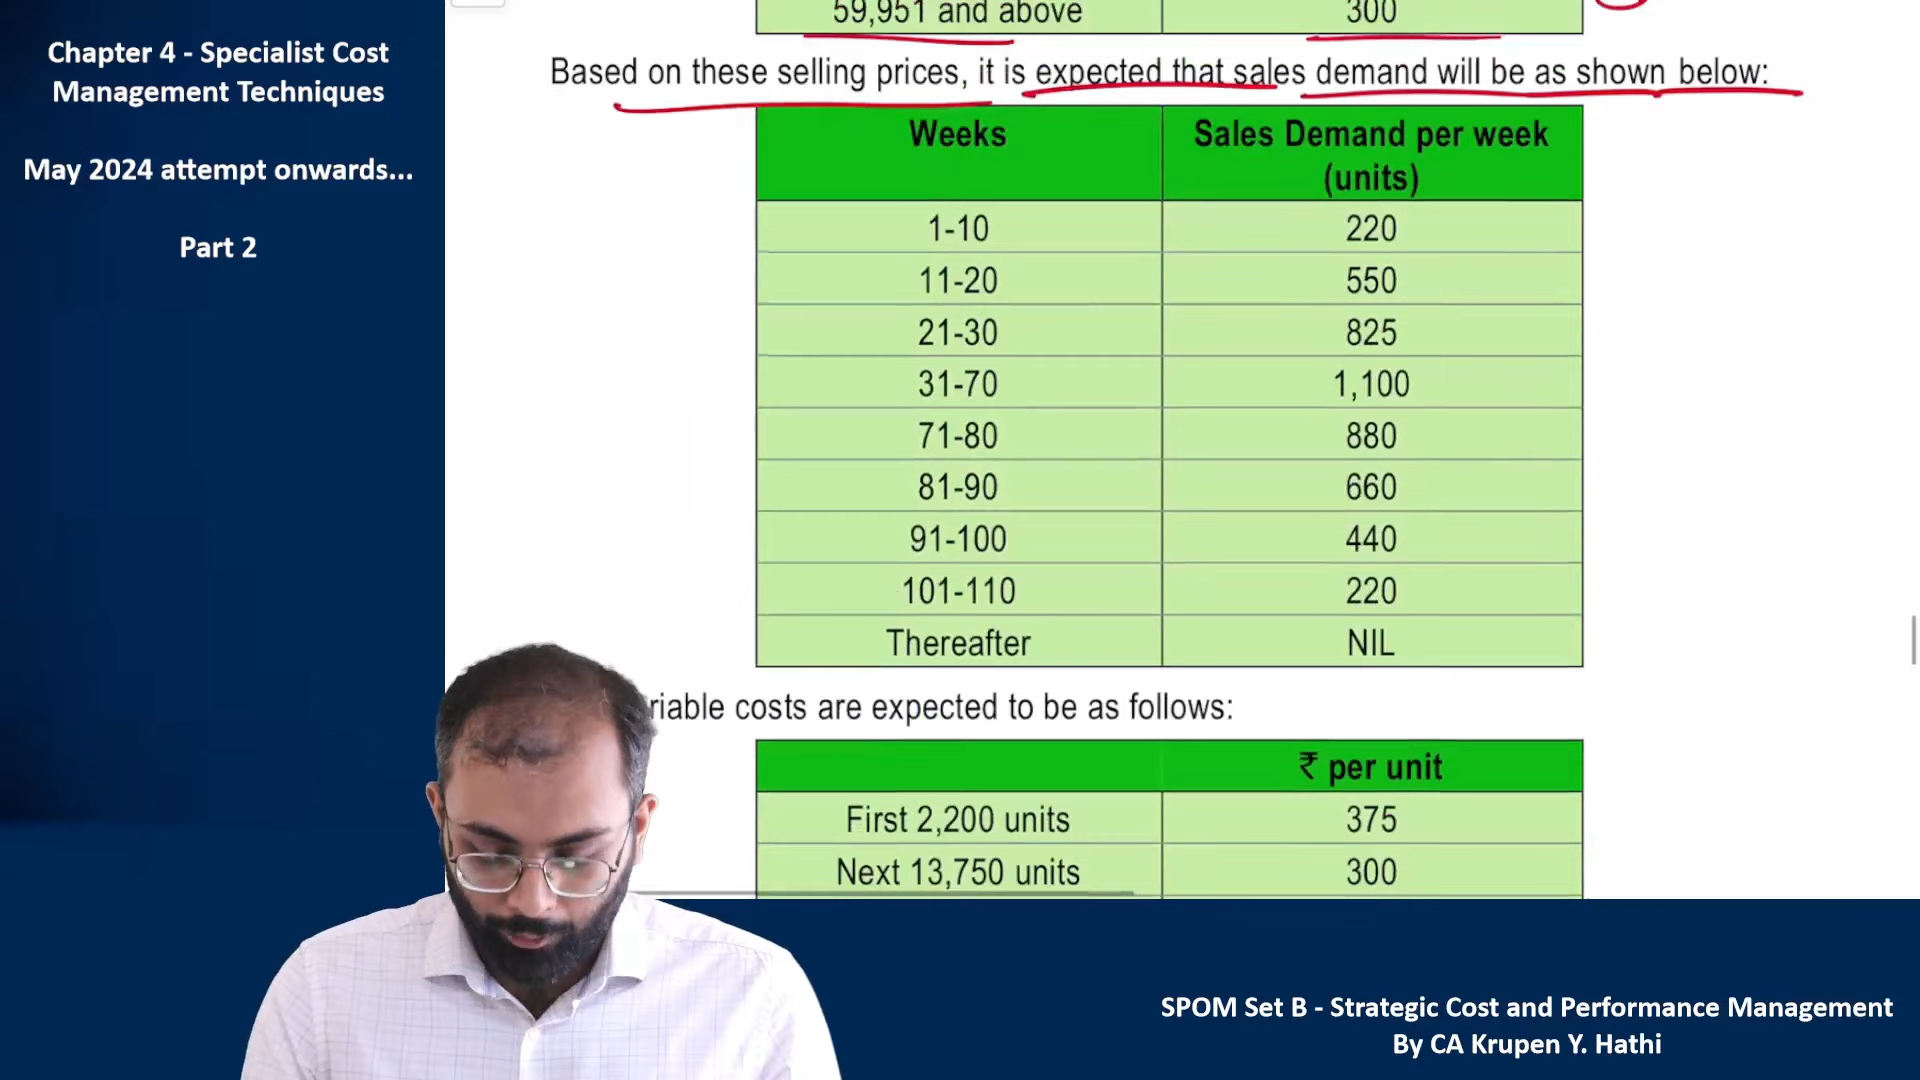 Chapter 4 - Specialist Cost
Management Techniques
May 2024 attempt onwards...
Part 2
59,951 and above 300
Based on these selling prices, it is expected that sales demand will be as shown below:
Weeks Sales Demand per week
(units)
1-10 220
11-20 550
21-30 825
31-70 1,100
71-80 880
81-90 660
91-100 440
101-110 220
Thereafter NIL
riable costs are expected to be as follows:
₹ per unit
First 2,200 units 375
Next 13,750 units 300
SPOM Set B - Strategic Cost and Performance Management
By CA Krupen Y. Hathi